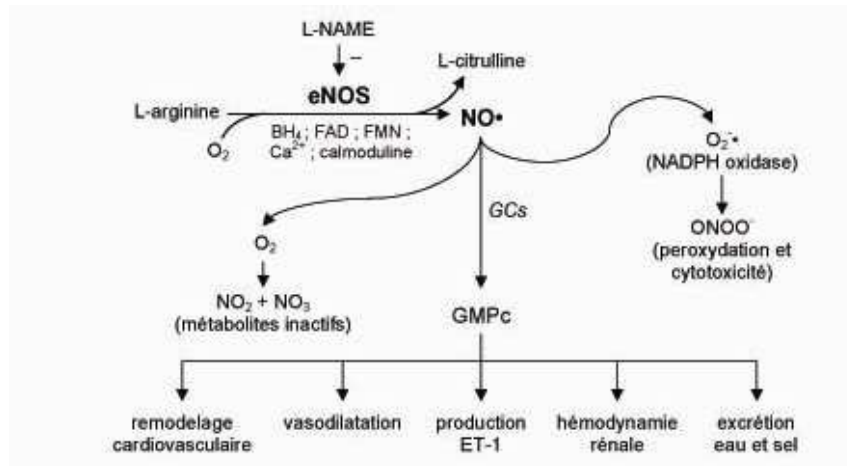 L-NAME
–
L-citrulline
eNOS
L-arginine
NO•
O₂
BH₄ ; FAD ; FMN ;
Ca²⁺ ; calmoduline
O₂⁻•
(NADPH oxidase)
GCs
ONOO⁻
(peroxydation et
cytotoxicité)
O₂
NO₂ + NO₃
(métabolites inactifs)
GMPc
remodelage
cardiovasculaire
vasodilatation
production
ET-1
hémodynamie
rénale
excrétion
eau et sel